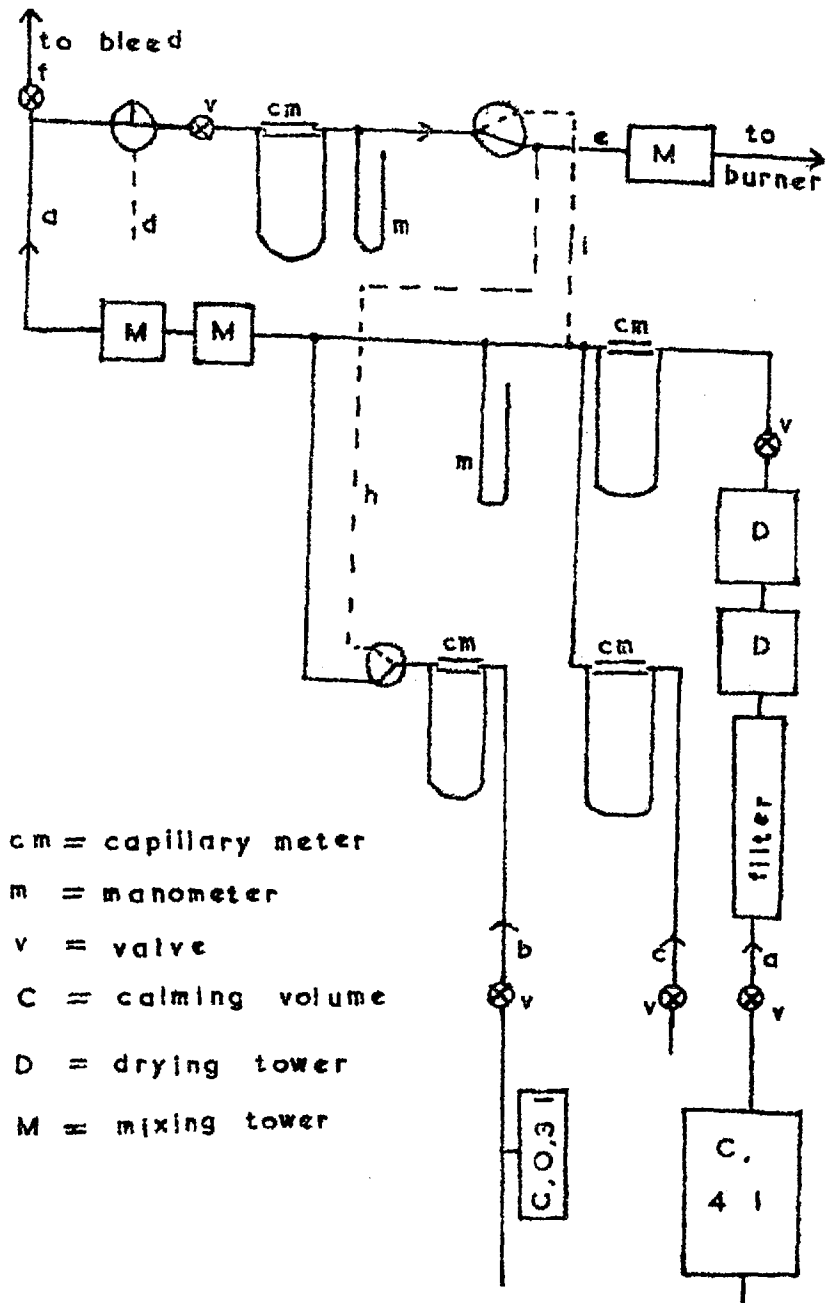 to bleed
f
v
cm
e
M
to
burner
d
d
m
i
M
M
cm
v
m
h
D
cm
cm
D
filter
cm = capillary meter
m = manometer
v = valve
C = calming volume
D = drying tower
M = mixing tower
b
c
a
v
v
v
C, 0,3 l
C,
4 l